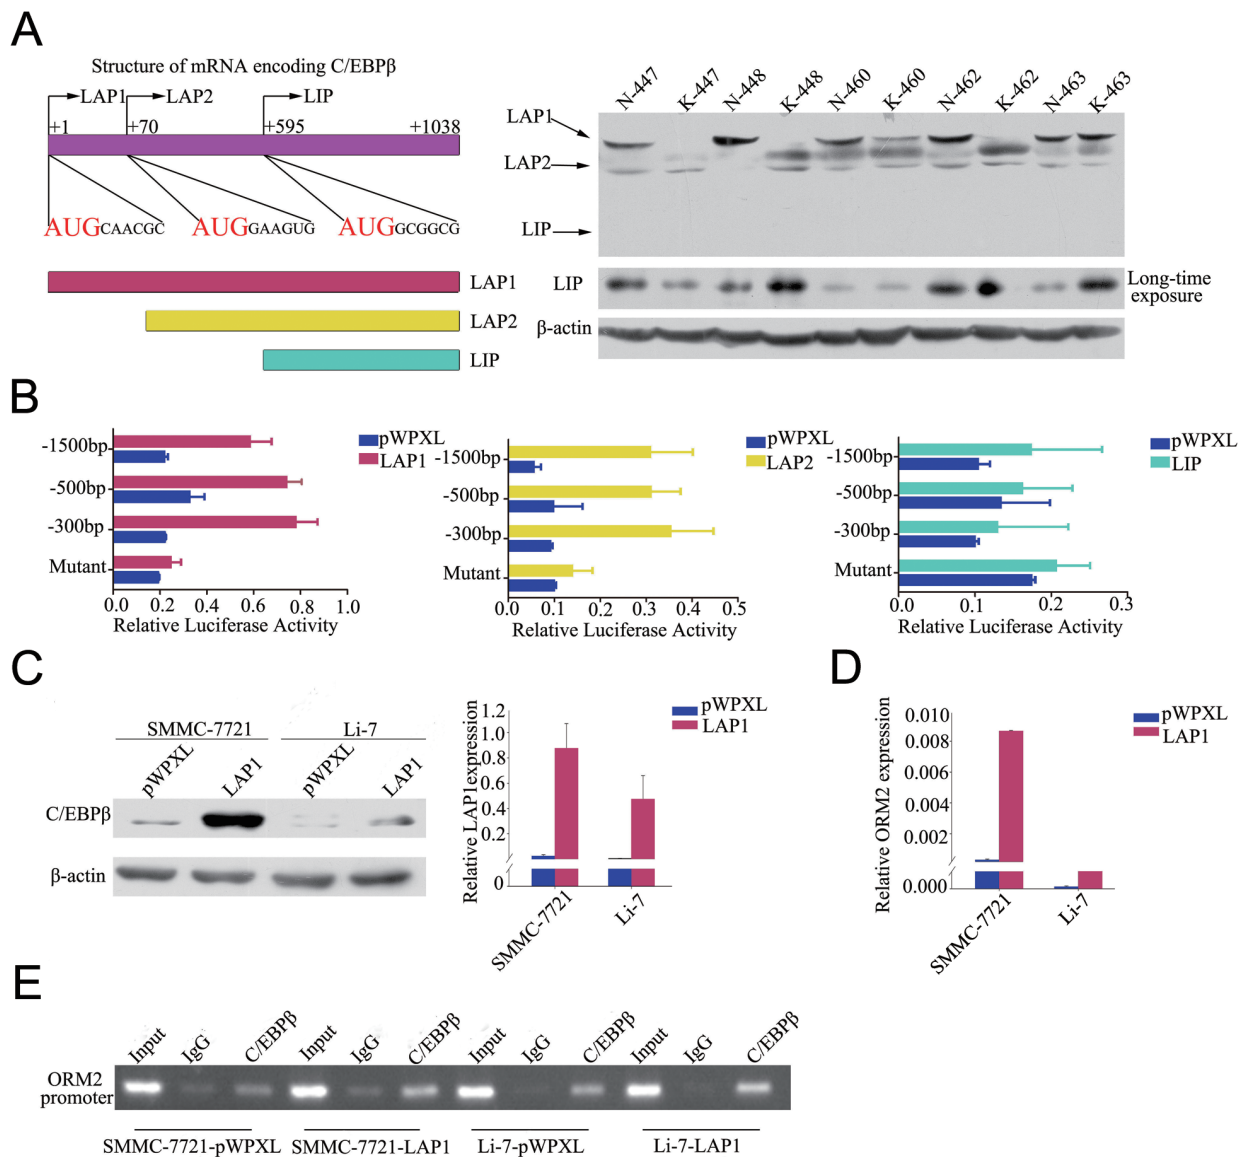 A
Structure of mRNA encoding C/EBPβ
LAP1
LAP2
LIP
+1
+70
+595
+1038
AUGCAACGC
AUGGAAGUG
AUGGCGGCG
LAP1
LAP2
LIP
N-447
K-447
N-448
K-448
N-460
K-460
N-462
K-462
N-463
K-463
LAP1
LAP2
LIP
LIP
Long-time
exposure
β-actin
B
-1500bp
-500bp
-300bp
Mutant
0.0
0.2
0.4
0.6
0.8
1.0
Relative Luciferase Activity
pWPXL
LAP1
-1500bp
-500bp
-300bp
Mutant
0.0
0.1
0.2
0.3
0.4
0.5
Relative Luciferase Activity
pWPXL
LAP2
-1500bp
-500bp
-300bp
Mutant
0.0
0.1
0.2
0.3
Relative Luciferase Activity
pWPXL
LIP
C
SMMC-7721
Li-7
pWPXL
LAP1
pWPXL
LAP1
C/EBPβ
β-actin
Relative LAP1expression
1.2
1.0
0.8
0.6
0.4
0.2
0
SMMC-7721
Li-7
pWPXL
LAP1
D
Relative ORM2 expression
0.010
0.008
0.006
0.004
0.002
0.000
SMMC-7721
Li-7
pWPXL
LAP1
E
Input
IgG
C/EBPβ
Input
IgG
C/EBPβ
Input
IgG
C/EBPβ
Input
IgG
C/EBPβ
ORM2
promoter
SMMC-7721-pWPXL
SMMC-7721-LAP1
Li-7-pWPXL
Li-7-LAP1